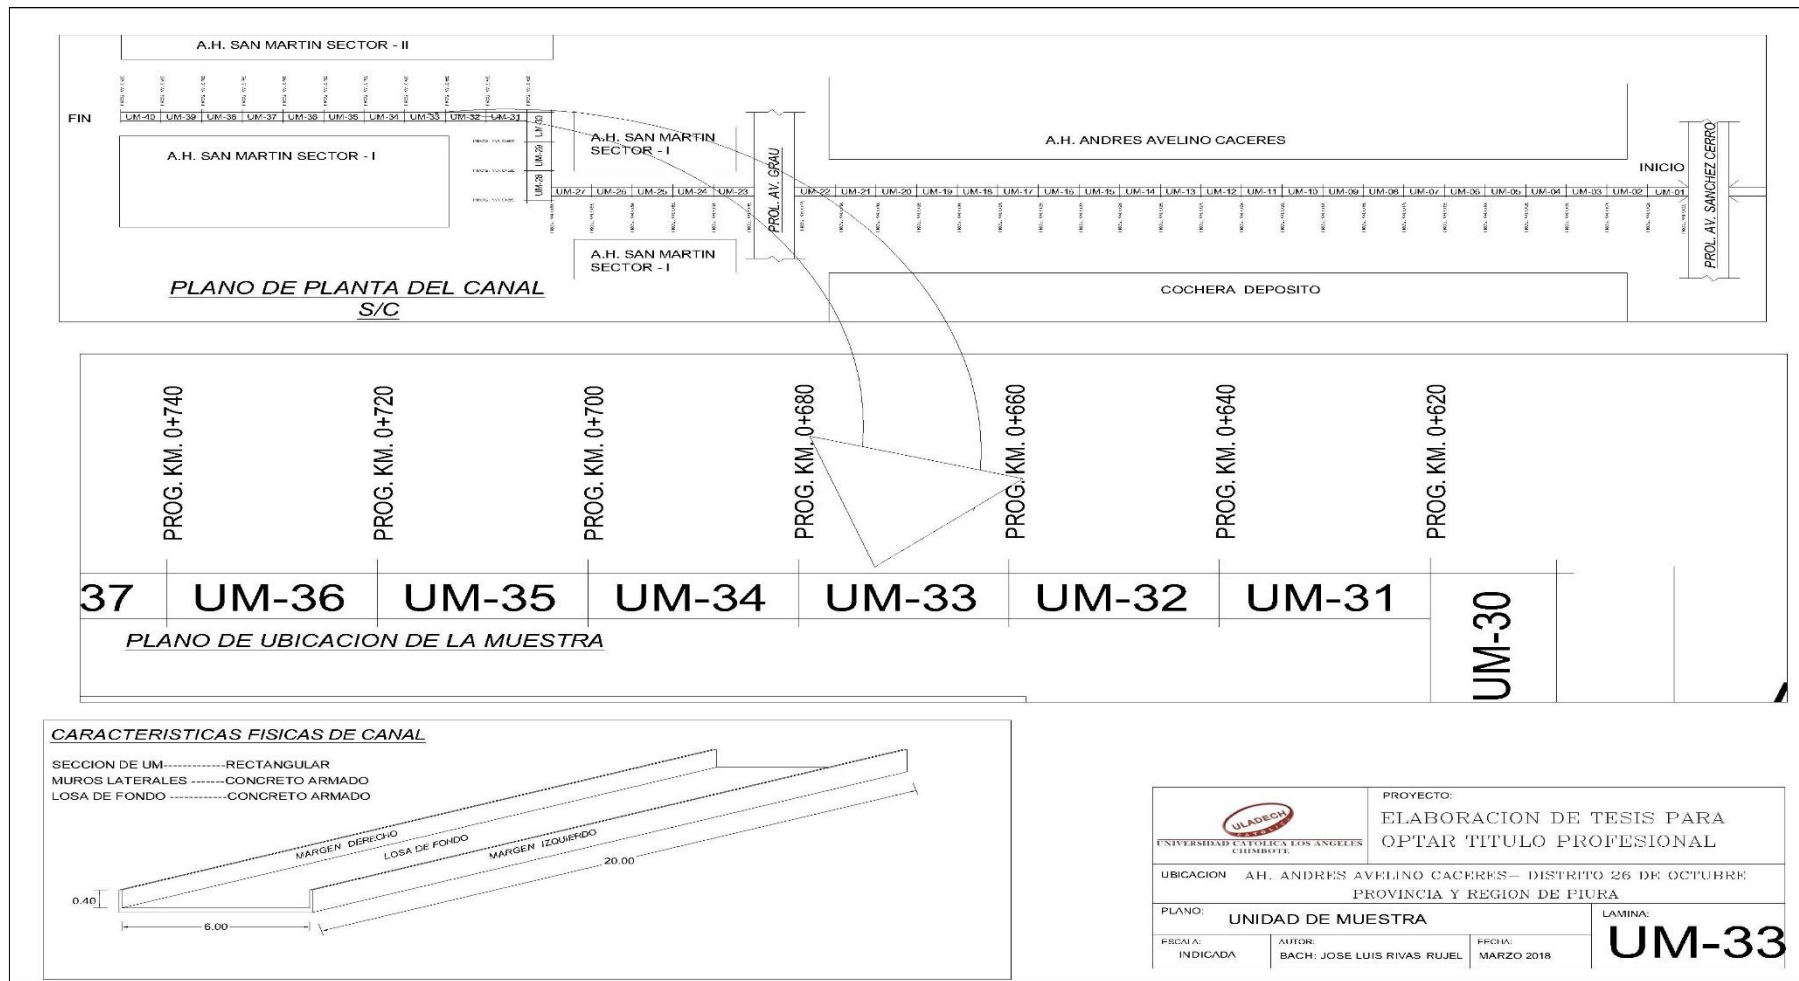 A.H. SAN MARTIN SECTOR - II
FIN
UM-40 UM-39 UM-38 UM-37 UM-36 UM-35 UM-34 UM-33 UM-32 UM-31
UM-30
UM-29
UM-28
A.H. SAN MARTIN SECTOR - I
A.H. SAN MARTIN
SECTOR - I
UM-27 UM-26 UM-25 UM-24 UM-23
PROL. AV. GRAU
A.H. SAN MARTIN
SECTOR - I
A.H. ANDRES AVELINO CACERES
INICIO
UM-22 UM-21 UM-20 UM-19 UM-18 UM-17 UM-16 UM-15 UM-14 UM-13 UM-12 UM-11 UM-10 UM-09 UM-08 UM-07 UM-06 UM-05 UM-04 UM-03 UM-02 UM-01
PROL. AV. SANCHEZ CERRO
COCHERA DEPOSITO
PLANO DE PLANTA DEL CANAL
S/C
PROG. KM. 0+740
PROG. KM. 0+720
PROG. KM. 0+700
PROG. KM. 0+680
PROG. KM. 0+660
PROG. KM. 0+640
PROG. KM. 0+620
37 UM-36 UM-35 UM-34 UM-33 UM-32 UM-31
UM-30
PLANO DE UBICACION DE LA MUESTRA
CARACTERISTICAS FISICAS DE CANAL
SECCION DE UM-----------RECTANGULAR
MUROS LATERALES ------CONCRETO ARMADO
LOSA DE FONDO ----------CONCRETO ARMADO
MARGEN DERECHO
LOSA DE FONDO
MARGEN IZQUIERDO
20.00
0.40
6.00
ULADECH
CATOLICA
UNIVERSIDAD CATOLICA LOS ANGELES
CHIMBOTE
PROYECTO:
ELABORACION DE TESIS PARA
OPTAR TITULO PROFESIONAL
UBICACION AH. ANDRES AVELINO CACERES- DISTRITO 26 DE OCTUBRE
PROVINCIA Y REGION DE PIURA
PLANO:
UNIDAD DE MUESTRA
LAMINA:
UM-33
ESCALA:
INDICADA
AUTOR:
BACH: JOSE LUIS RIVAS RUJEL
FECHA:
MARZO 2018